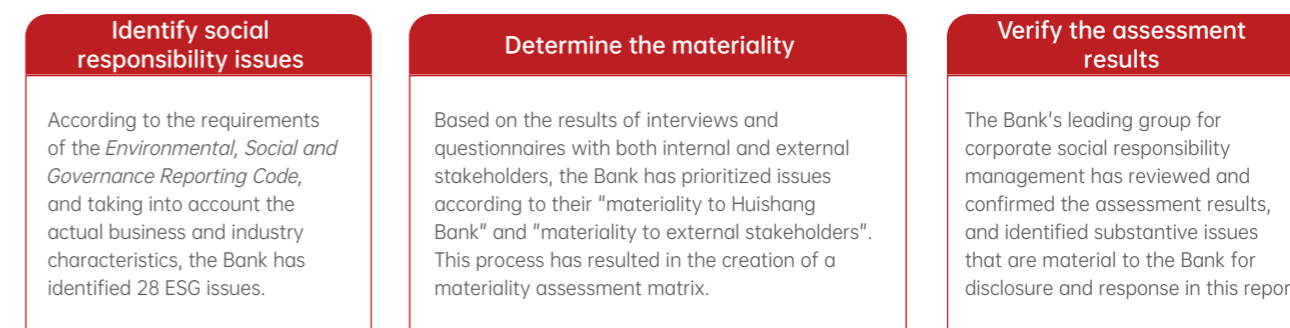 Identify social
responsibility issues
According to the requirements
of the Environmental, Social and
Governance Reporting Code,
and taking into account the
actual business and industry
characteristics, the Bank has
identified 28 ESG issues.
Determine the materiality
Based on the results of interviews and
questionnaires with both internal and external
stakeholders, the Bank has prioritized issues
according to their "materiality to Huishang
Bank" and "materiality to external stakeholders".
This process has resulted in the creation of a
materiality assessment matrix.
Verify the assessment
results
The Bank's leading group for
corporate social responsibility
management has reviewed and
confirmed the assessment results,
and identified substantive issues
that are material to the Bank for
disclosure and response in this repor